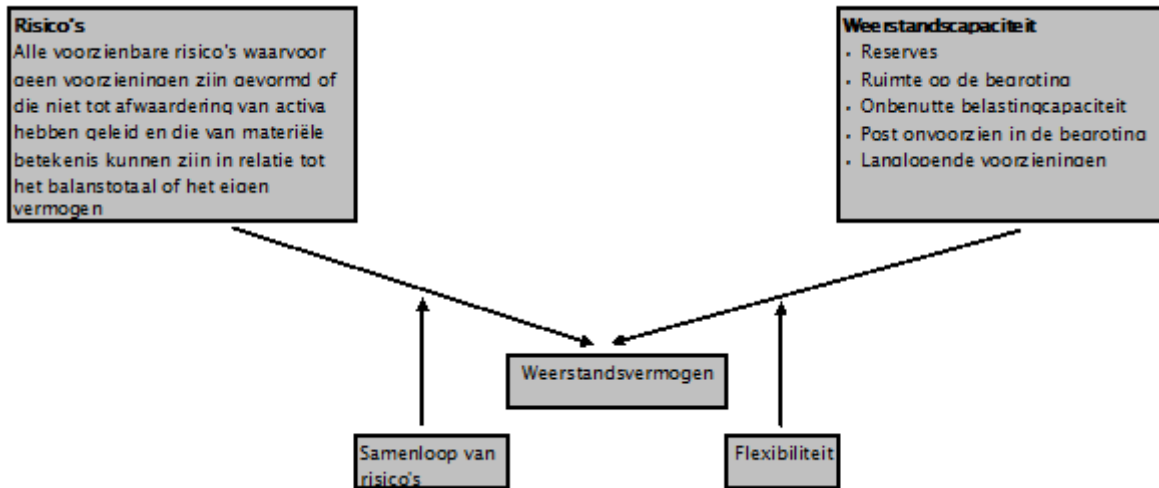 Risico's
Alle voorzienbare risico's waarvoor
geen voorzieningen zijn gevormd of
die niet tot afwaardering van activa
hebben geleid en die van materiële
betekenis kunnen zijn in relatie tot
het balanstotaal of het eigen
vermogen
Weerstandscapaciteit
• Reserves
• Ruimte op de begroting
• Onbenutte belastingcapaciteit
• Post onvoorzien in de begroting
• Langlopende voorzieningen
Weerstandsvermogen
Samenloop van
risico's
Flexibiliteit